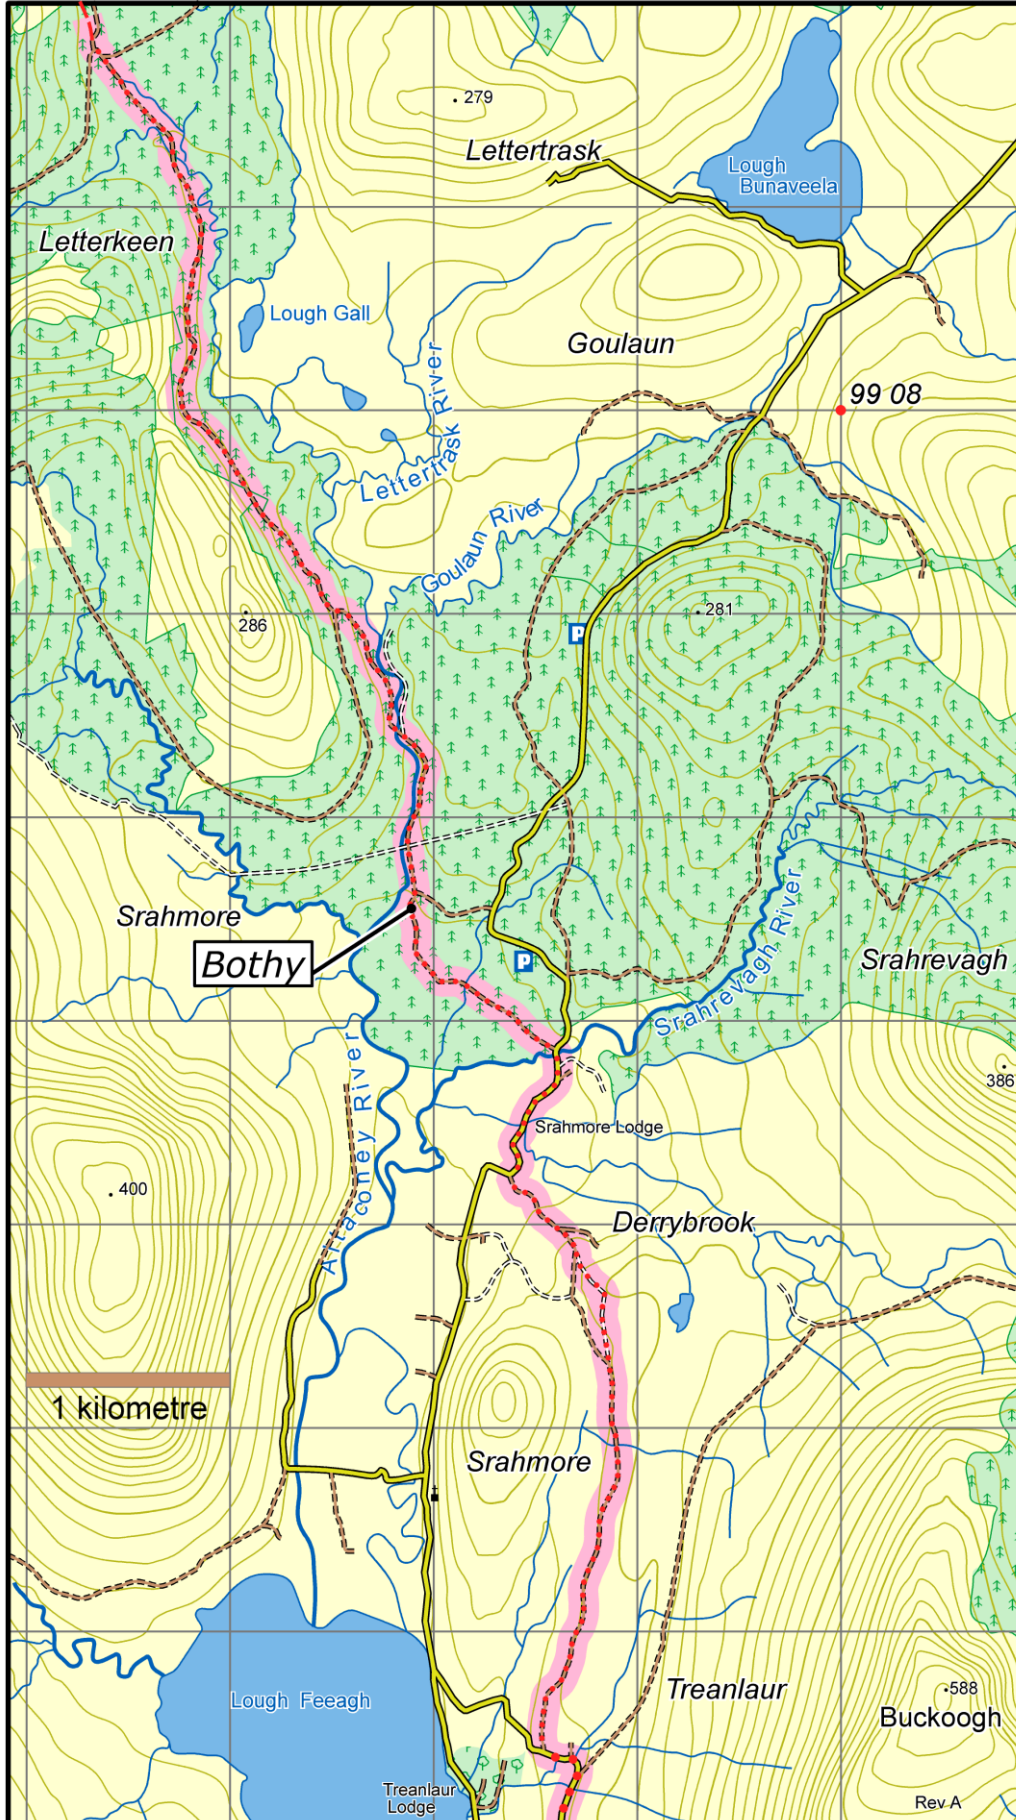 279
Lettertrask
Lough
Bunaveela
Letterkeen
Lough Gall
Goulaun
Lettertrask River
99 08
Goulaun River
286
281
P
Srahmore
Bothy
P
Srahrevagh River
Srahrevagh
386
Altaconey River
Srahmore Lodge
400
Derrybrook
1 kilometre
Srahmore
Treanlaur
588
Buckoogh
Lough Feeagh
Treanlaur
Lodge
Rev A